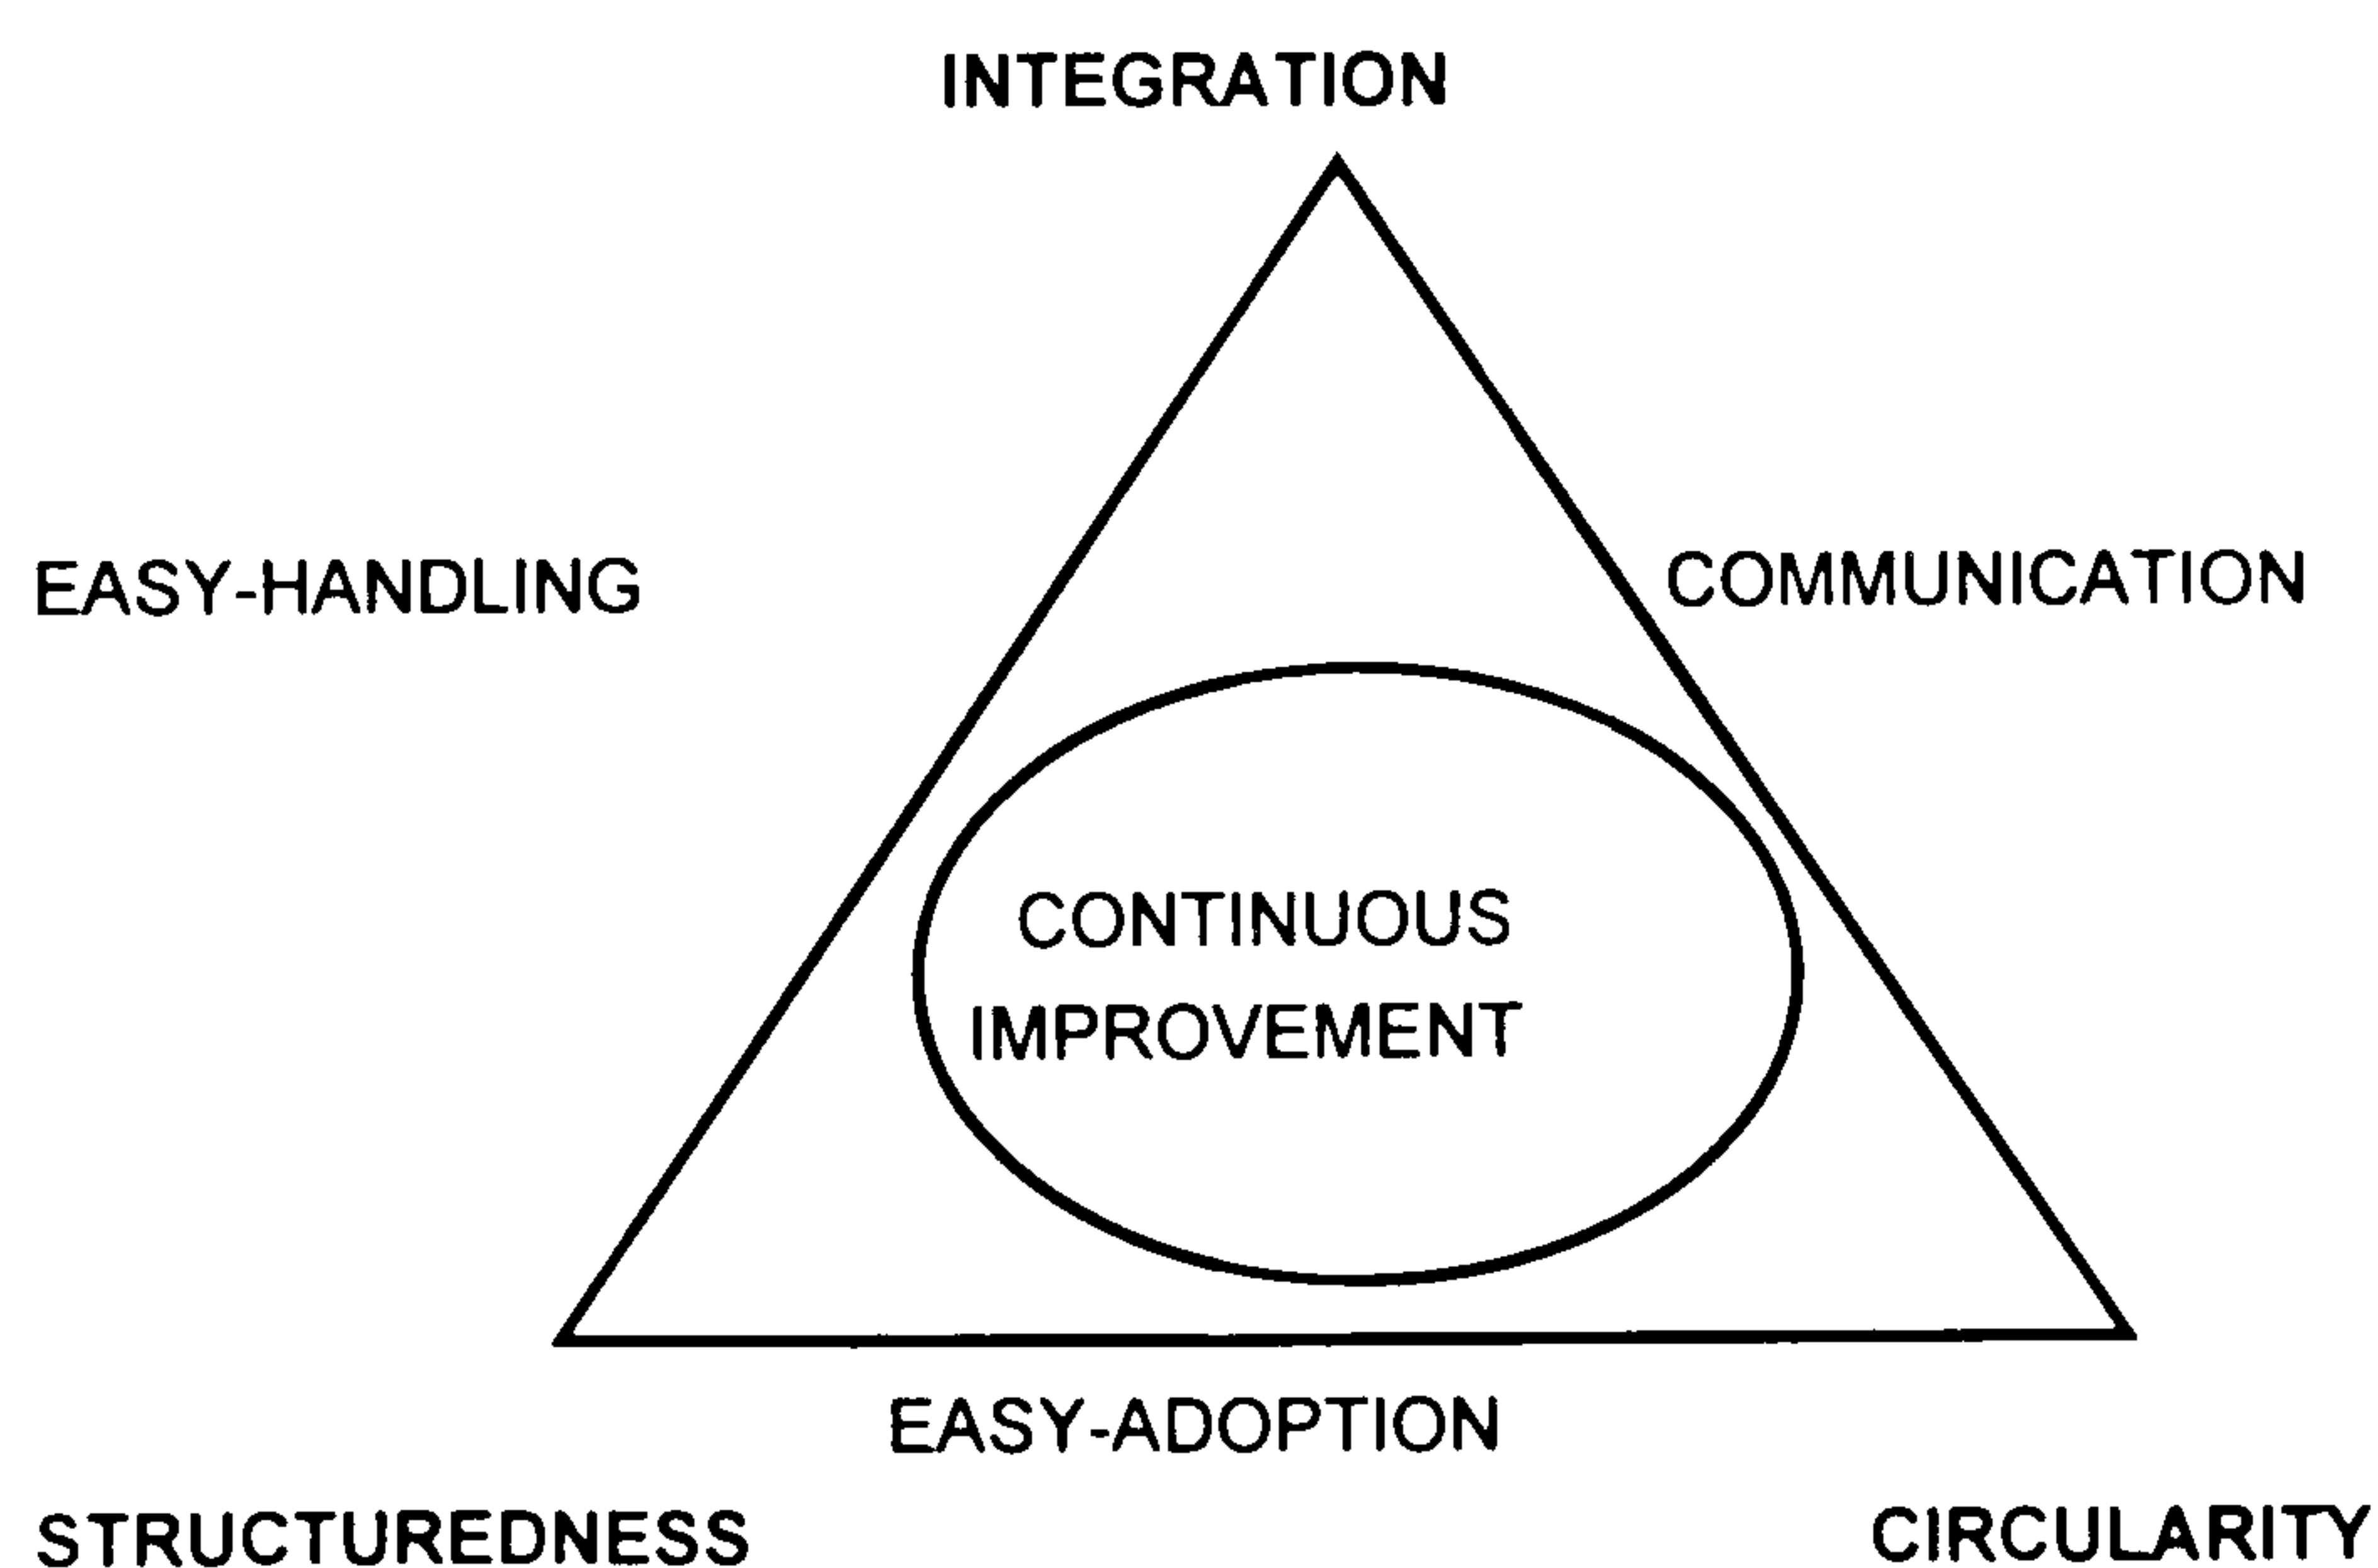 INTEGRATION
EASY-HANDLING
COMMUNICATION
CONTINUOUS
IMPROVEMENT
EASY-ADOPTION
STRUCTUREDNESS
CIRCULARITY